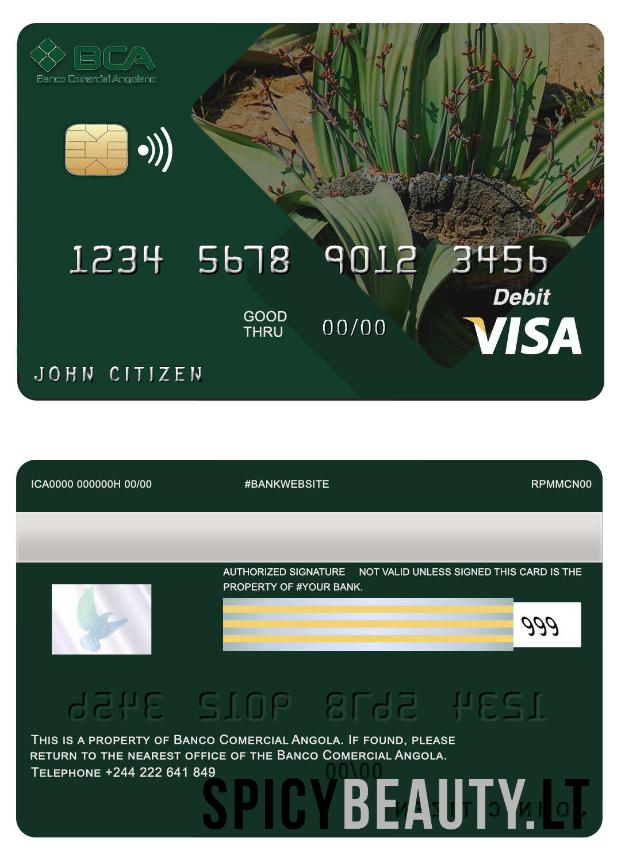 BCA
Banco Comercial Angolano
1234 5678 9012 3456
Debit
GOOD THRU 00/00
VISA
JOHN CITIZEN
ICA0000 000000H 00/00 #BANKWEBSITE RPMMCN00
AUTHORIZED SIGNATURE NOT VALID UNLESS SIGNED THIS CARD IS THE
PROPERTY OF #YOUR BANK.
999
THIS IS A PROPERTY OF BANCO COMERCIAL ANGOLA. IF FOUND, PLEASE
RETURN TO THE NEAREST OFFICE OF THE BANCO COMERCIAL ANGOLA.
TELEPHONE +244 222 641 849
00/00
SPICYBEAUTY.LT